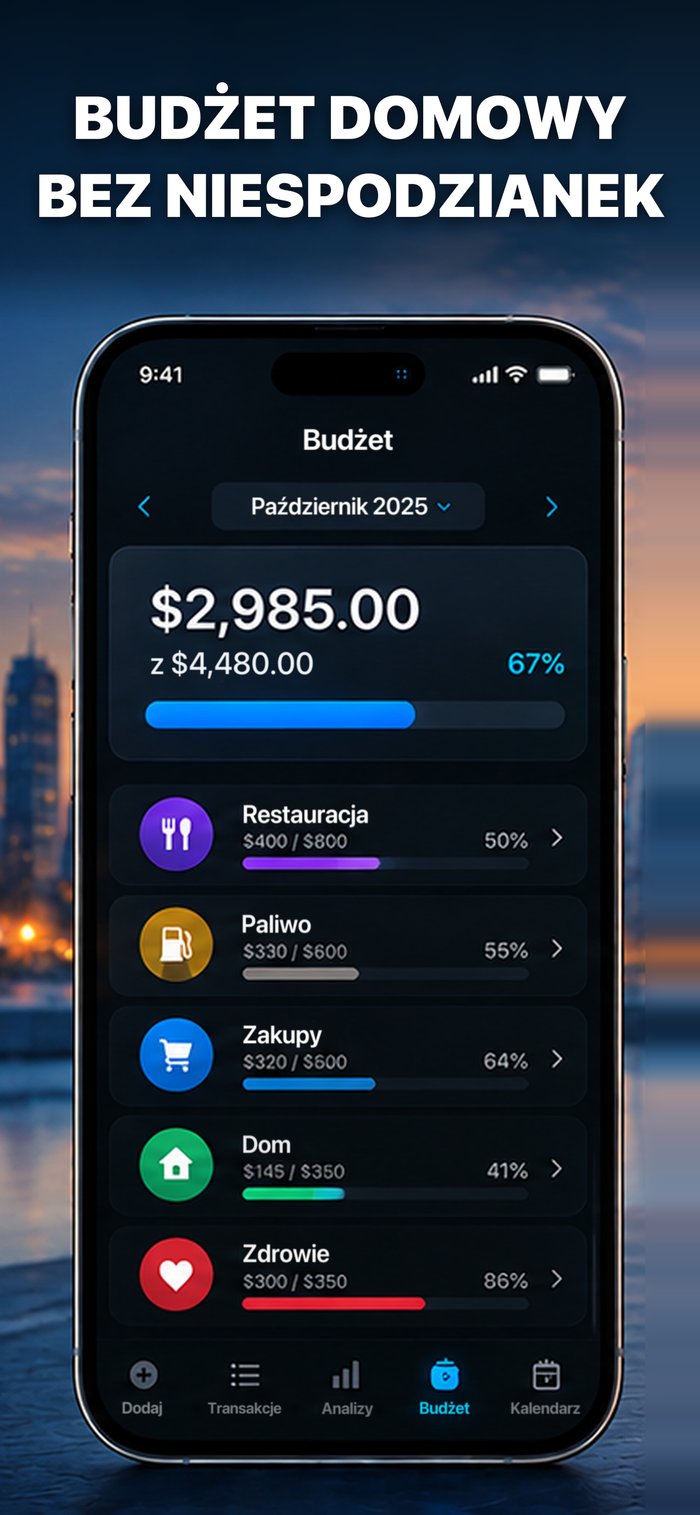 BUDŻET DOMOWY
BEZ NIESPODZIANEK
9:41
Budżet
Październik 2025
$2,985.00
z $4,480.00
67%
Restauracja
$400 / $800
50%
Paliwo
$330 / $600
55%
Zakupy
$320 / $600
64%
Dom
$145 / $350
41%
Zdrowie
$300 / $350
86%
Dodaj
Transakcje
Analizy
Budżet
Kalendarz